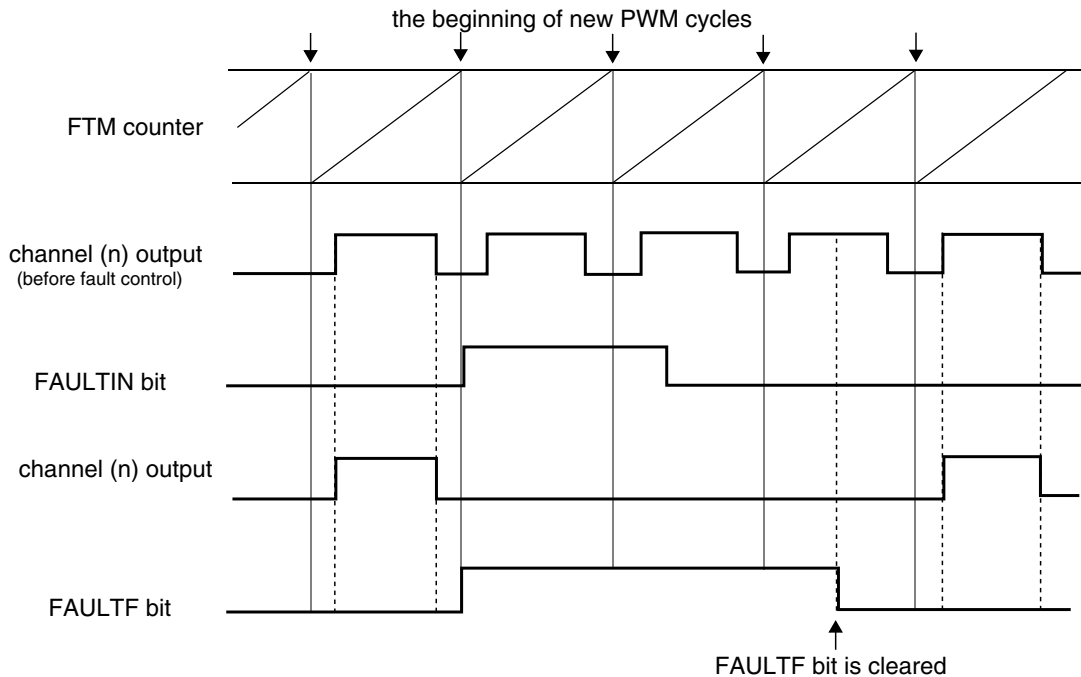 the beginning of new PWM cycles
FTM counter
channel (n) output
(before fault control)
FAULTIN bit
channel (n) output
FAULTF bit
FAULTF bit is cleared